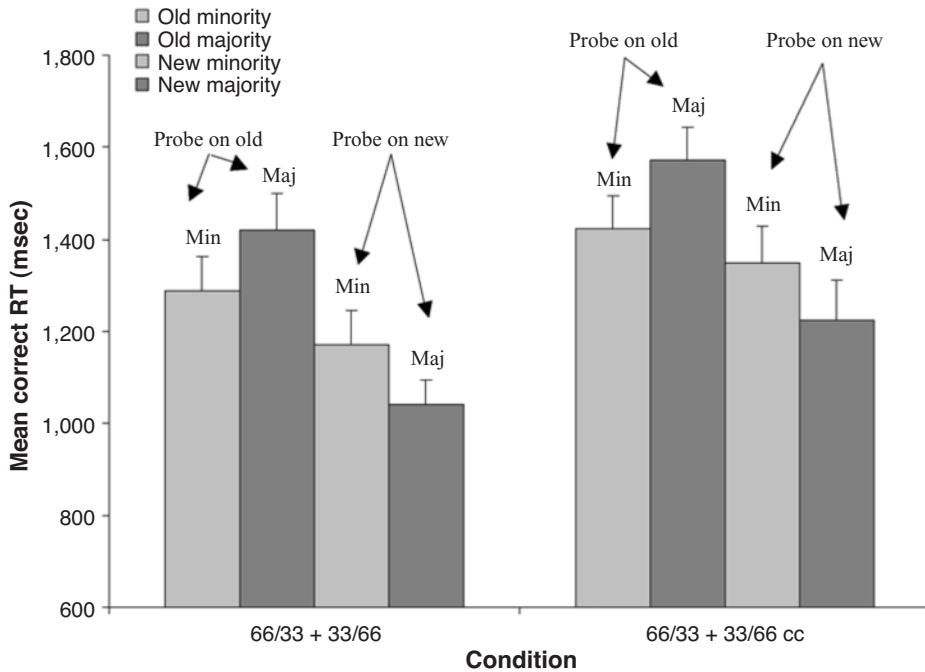 Old minority
Old majority
New minority
New majority
1,800
1,600
1,400
1,200
1,000
800
600
Mean correct RT (msec)
Probe on old
Probe on new
Min
Maj
Min
Maj
Probe on old
Probe on new
Min
Maj
Min
Maj
66/33 + 33/66
66/33 + 33/66 cc
Condition